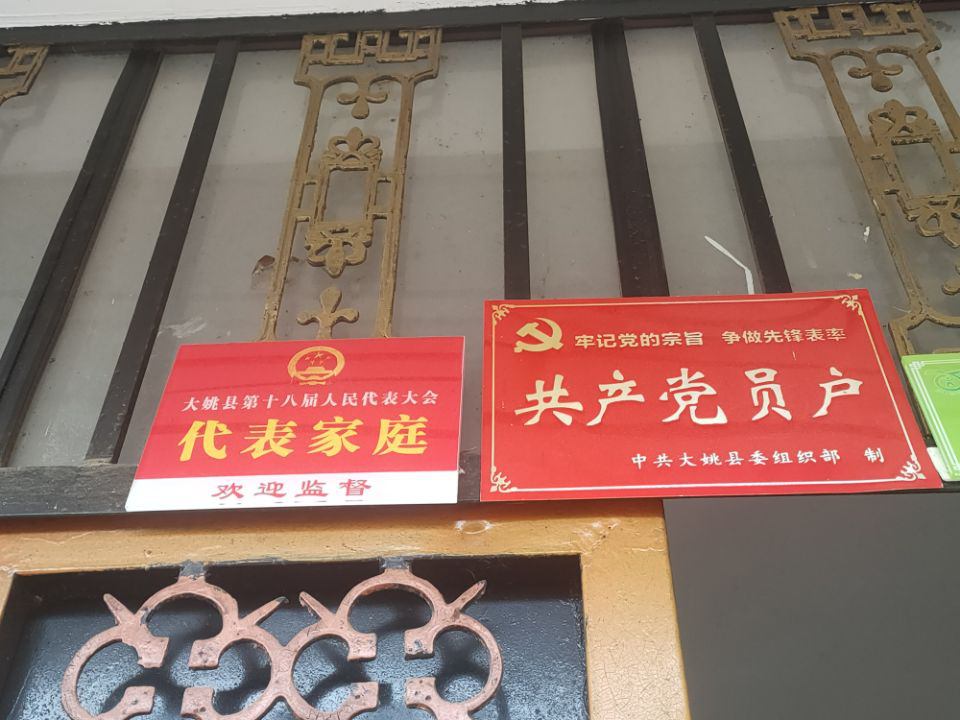 大姚县第十八届人民代表大会
代表家庭
欢迎监督
牢记党的宗旨 争做先锋表率
共产党员户
中共大姚县委组织部 制